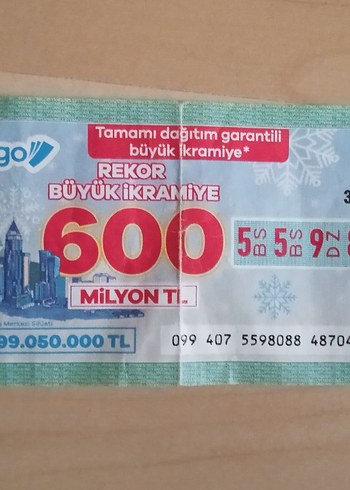 go
Tamamı dağıtım garantili
büyük ikramiye*
REKOR
BÜYÜK İKRAMİYE
600
MİLYON TL
5 BS 5 BS 9 DZ
99.050.000 TL
099 407 5598088 48704